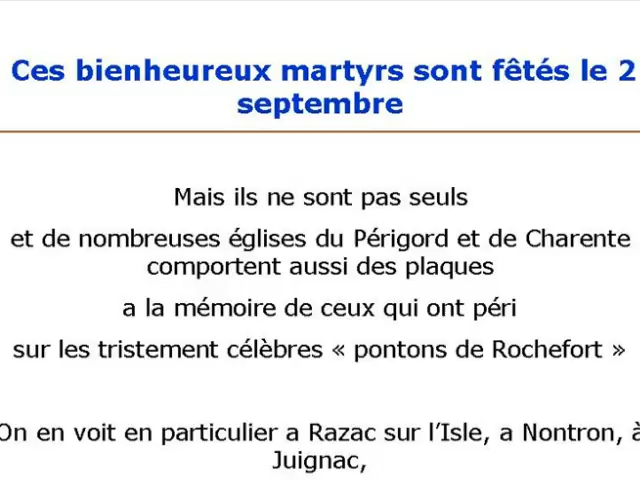 Ces bienheureux martyrs sont fêtés le 2
septembre
Mais ils ne sont pas seuls
et de nombreuses églises du Périgord et de Charente
comportent aussi des plaques
a la mémoire de ceux qui ont péri
sur les tristement célèbres « pontons de Rochefort »
On en voit en particulier a Razac sur l’Isle, a Nontron, à
Juignac,